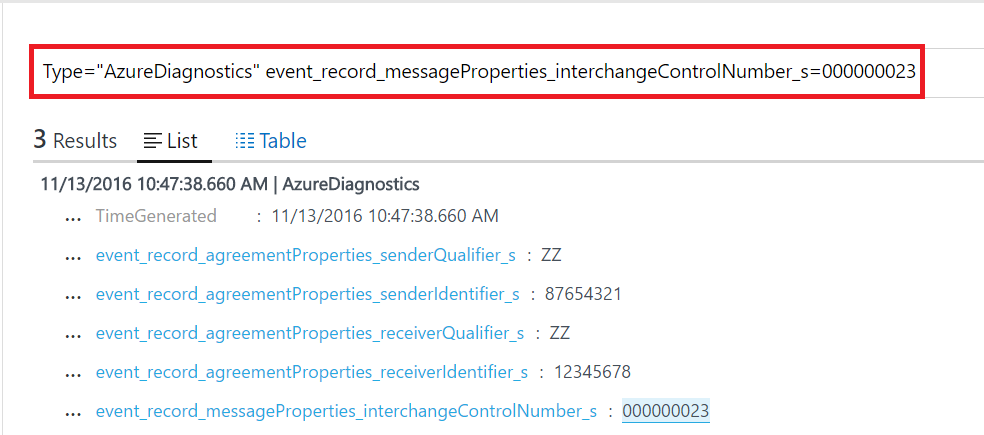 Type="AzureDiagnostics" event_record_messageProperties_interchangeControlNumber_s=000000023
3 Results List Table
11/13/2016 10:47:38.660 AM | AzureDiagnostics
... TimeGenerated : 11/13/2016 10:47:38.660 AM
... event_record_agreementProperties_senderQualifier_s : ZZ
... event_record_agreementProperties_senderIdentifier_s : 87654321
... event_record_agreementProperties_receiverQualifier_s : ZZ
... event_record_agreementProperties_receiverIdentifier_s : 12345678
... event_record_messageProperties_interchangeControlNumber_s : 000000023